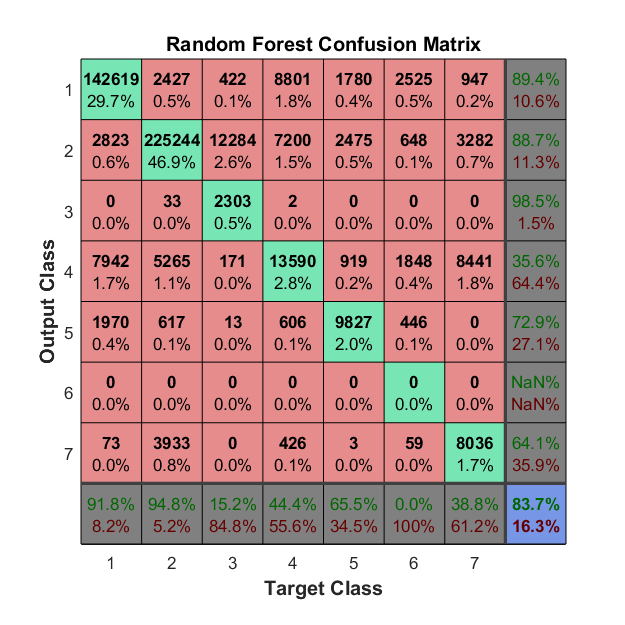 Random Forest Confusion Matrix
1 142619 2427 422 8801 1780 2525 947 89.4%
29.7% 0.5% 0.1% 1.8% 0.4% 0.5% 0.2% 10.6%
2 2823 225244 12284 7200 2475 648 3282 88.7%
0.6% 46.9% 2.6% 1.5% 0.5% 0.1% 0.7% 11.3%
3 0 33 2303 2 0 0 0 98.5%
0.0% 0.0% 0.5% 0.0% 0.0% 0.0% 0.0% 1.5%
4 7942 5265 171 13590 919 1848 8441 35.6%
1.7% 1.1% 0.0% 2.8% 0.2% 0.4% 1.8% 64.4%
5 1970 617 13 606 9827 446 0 72.9%
0.4% 0.1% 0.0% 0.1% 2.0% 0.1% 0.0% 27.1%
6 0 0 0 0 0 0 0 NaN%
0.0% 0.0% 0.0% 0.0% 0.0% 0.0% 0.0% NaN%
7 73 3933 0 426 3 59 8036 64.1%
0.0% 0.8% 0.0% 0.1% 0.0% 0.0% 1.7% 35.9%
91.8% 94.8% 15.2% 44.4% 65.5% 0.0% 38.8% 83.7%
8.2% 5.2% 84.8% 55.6% 34.5% 100% 61.2% 16.3%
1 2 3 4 5 6 7
Target Class
Output Class